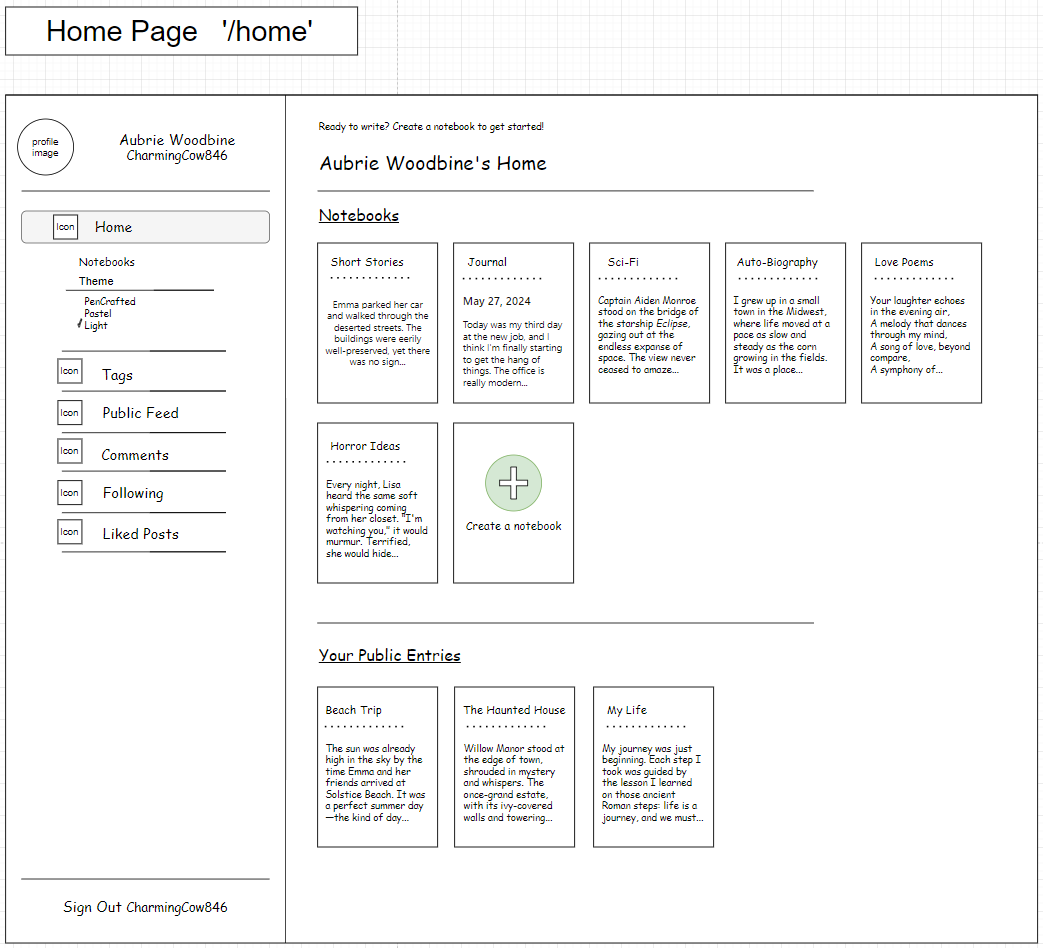 Home Page '/home'
profile
image
Aubrie Woodbine
CharmingCow846
Icon Home
Notebooks
Theme
PenCrafted
Pastel
Light
Icon Tags
Icon Public Feed
Icon Comments
Icon Following
Icon Liked Posts
Sign Out CharmingCow846
Ready to write? Create a notebook to get started!
Aubrie Woodbine's Home
Notebooks
Short Stories
Emma parked her car
and walked through the
deserted streets. The
buildings were eerily
well-preserved, yet there
was no sign...
Journal
May 27, 2024
Today was my third day
at the new job, and I
think I'm finally starting
to get the hang of
things. The office is
really modern...
Sci-Fi
Captain Aiden Monroe
stood on the bridge of
the starship Eclipse,
gazing out at the
endless expanse of
space. The view never
ceased to amaze...
Auto-Biography
I grew up in a small
town in the Midwest,
where life moved at a
pace as slow and
steady as the corn
growing in the fields.
It was a place...
Love Poems
Your laughter echoes
in the evening air,
A melody that dances
through my mind,
A song of love, beyond
compare,
A symphony of...
Horror Ideas
Every night, Lisa
heard the same soft
whispering coming
from her closet. "I'm
watching you," it would
murmur. Terrified,
she would hide...
Create a notebook
Your Public Entries
Beach Trip
The sun was already
high in the sky by the
time Emma and her
friends arrived at
Solstice Beach. It was
a perfect summer day
—the kind of day...
The Haunted House
Willow Manor stood at
the edge of town,
shrouded in mystery
and whispers. The
once-grand estate,
with its ivy-covered
walls and towering...
My Life
My journey was just
beginning. Each step I
took was guided by
the lesson I learned
on those ancient
Roman steps: life is a
journey, and we must...